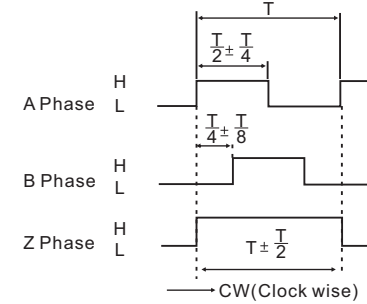 T
T/2 ± T/4
H
A Phase L
T/4 ± T/8
H
B Phase L
H
Z Phase L
T ± T/2
CW(Clock wise)